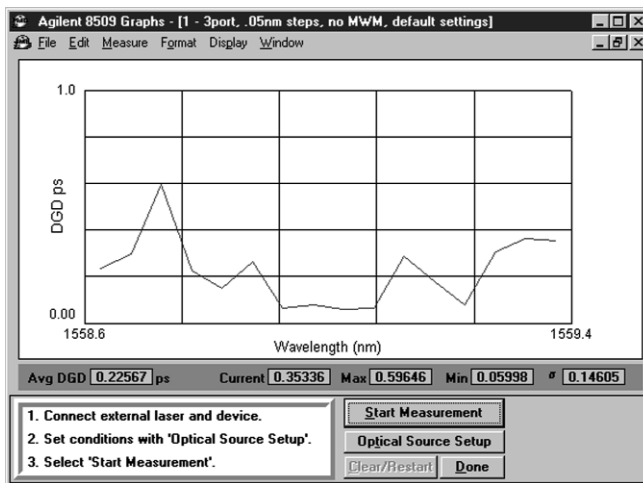 Agilent 8509 Graphs - [1 - 3port, .05nm steps, no MWM, default settings]
File Edit Measure Format Display Window
1.0
DGD ps
0.00
1558.6
1559.4
Wavelength (nm)
Avg DGD 0.22567 ps Current 0.35336 Max 0.59646 Min 0.05998 σ 0.14605
1. Connect external laser and device.
2. Set conditions with 'Optical Source Setup'.
3. Select 'Start Measurement'.
Start Measurement
Optical Source Setup
Clear/Restart Done